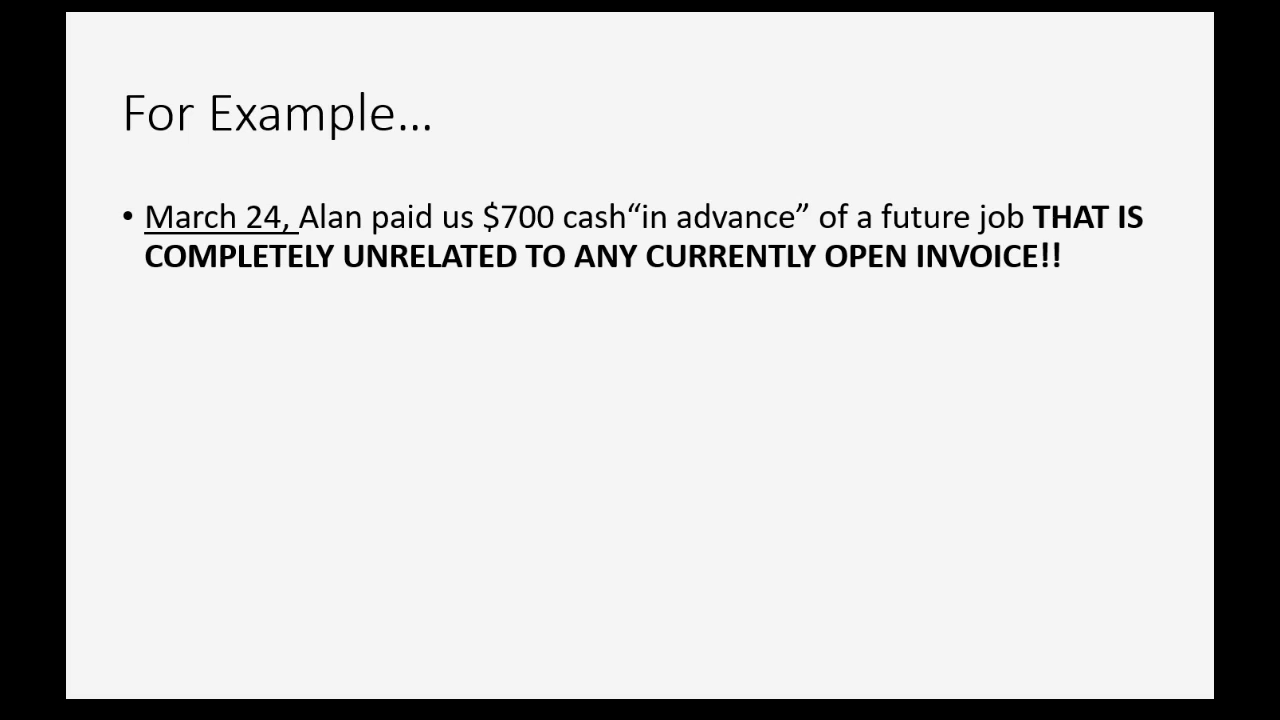 For Example...
• March 24, Alan paid us $700 cash“in advance” of a future job THAT IS
COMPLETELY UNRELATED TO ANY CURRENTLY OPEN INVOICE!!